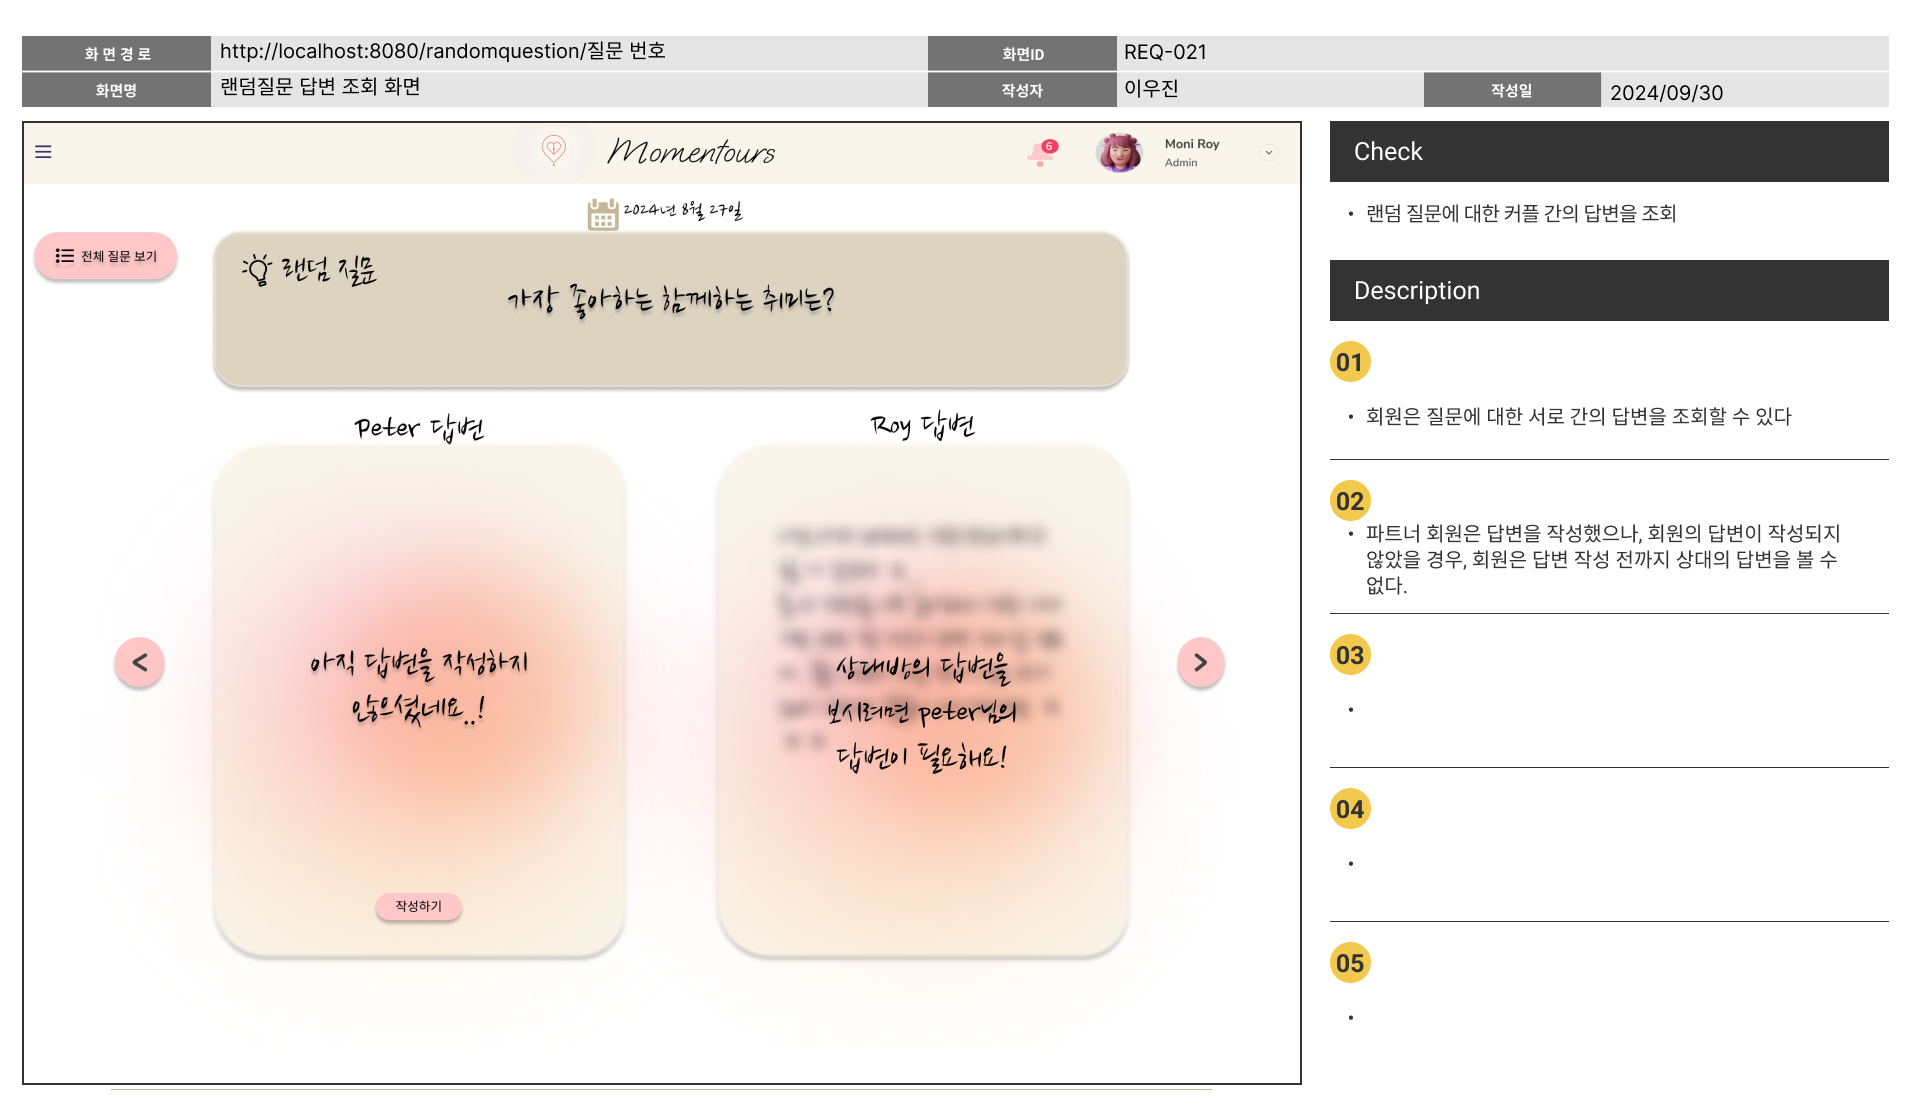 화 면 경 로
http://localhost:8080/randomquestion/질문 번호
화면ID
REQ-021
화면명
랜덤질문 답변 조회 화면
작성자
이우진
작성일
2024/09/30
Momentours
6
Moni Roy
Admin
2024년 8월 27일
전체 질문 보기
랜덤 질문
가장 좋아하는 함께하는 취미는?
Peter 답변
아직 답변을 작성하지
않으셨네요..!
작성하기
Roy 답변
상대방의 답변을
보시려면 peter님의
답변이 필요해요!
<
>
Check
• 랜덤 질문에 대한 커플 간의 답변을 조회
Description
01
• 회원은 질문에 대한 서로 간의 답변을 조회할 수 있다
02
• 파트너 회원은 답변을 작성했으나, 회원의 답변이 작성되지
않았을 경우, 회원은 답변 작성 전까지 상대의 답변을 볼 수
없다.
03
•
04
•
05
•